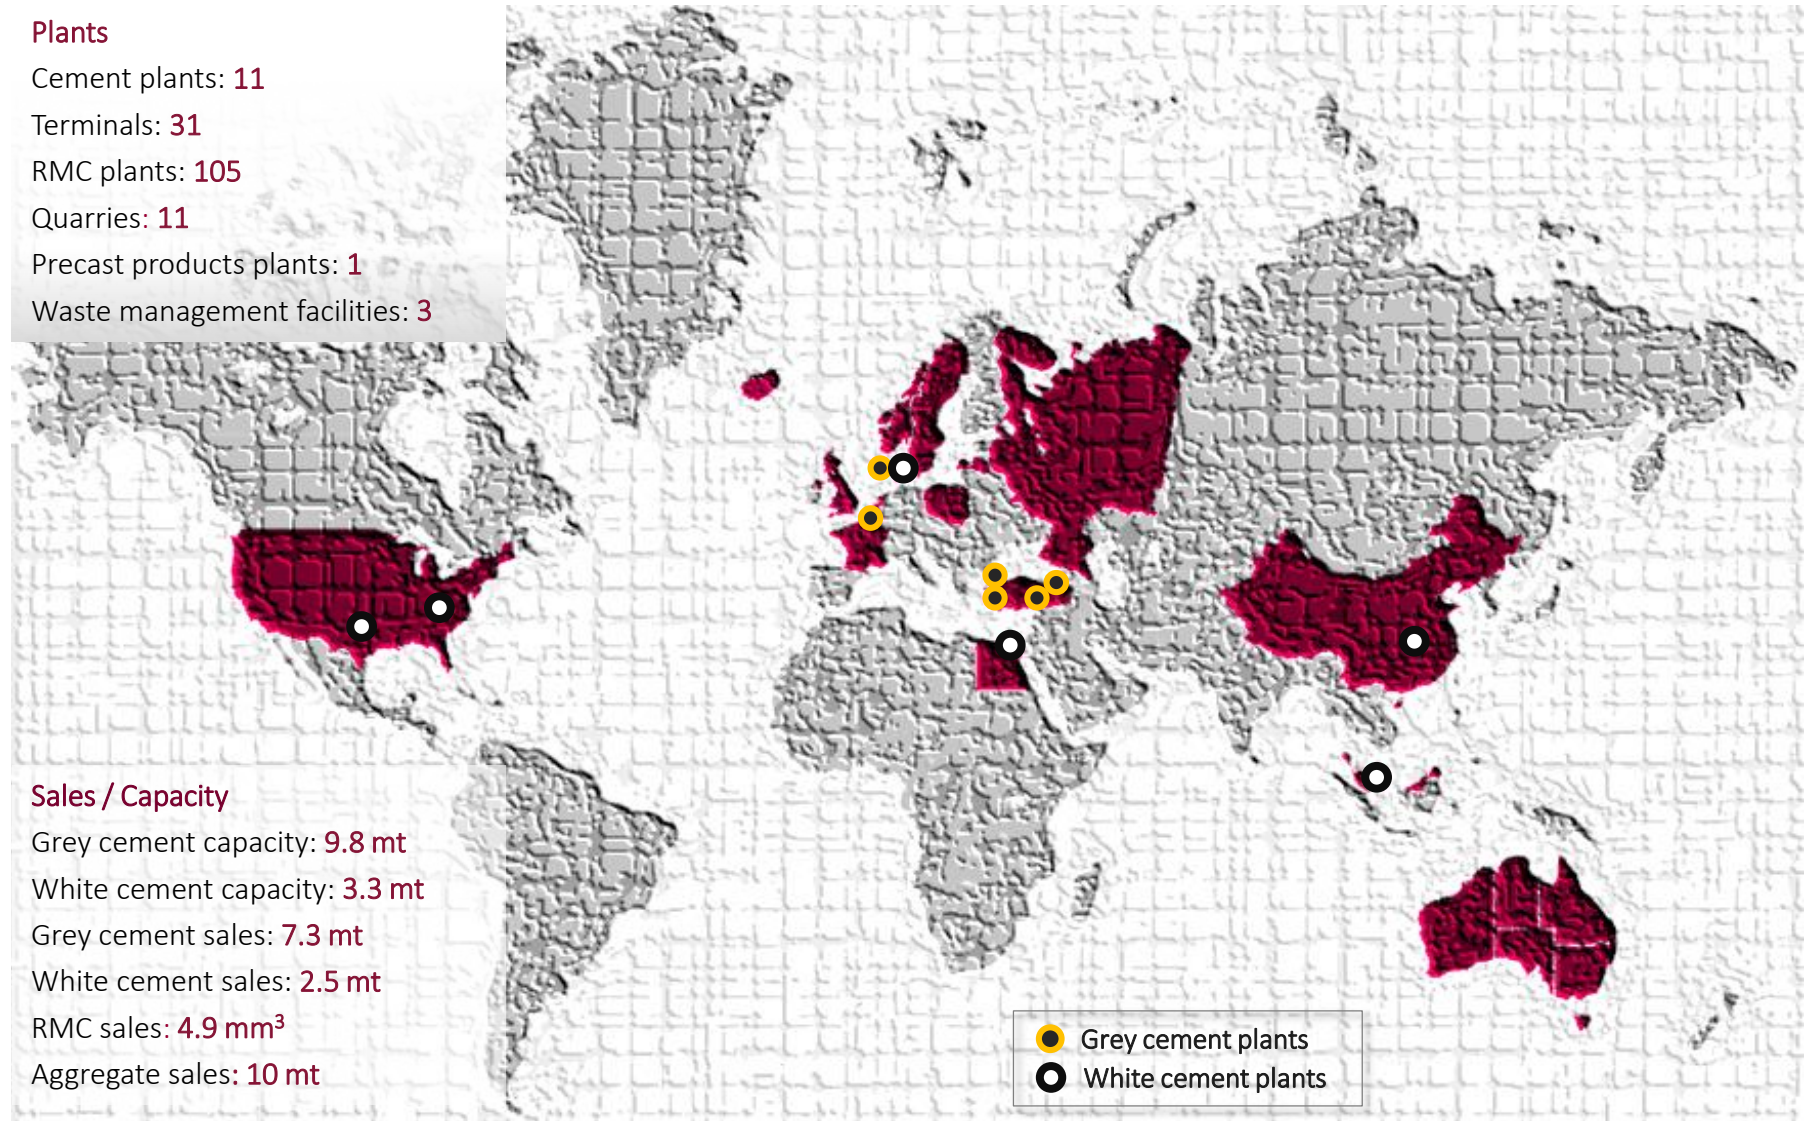 Plants
Cement plants: 11
Terminals: 31
RMC plants: 105
Quarries: 11
Precast products plants: 1
Waste management facilities: 3
Sales / Capacity
Grey cement capacity: 9.8 mt
White cement capacity: 3.3 mt
Grey cement sales: 7.3 mt
White cement sales: 2.5 mt
RMC sales: 4.9 mm³
Aggregate sales: 10 mt
Grey cement plants
White cement plants